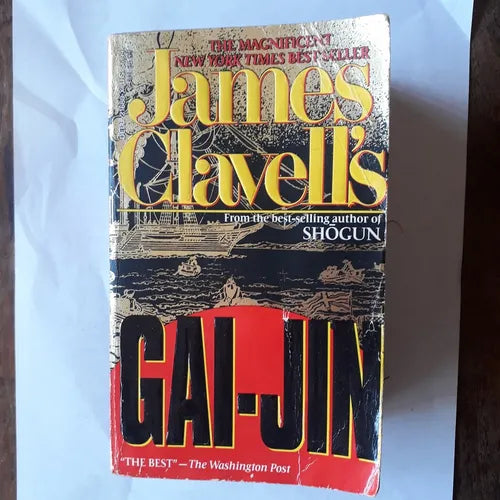 THE MAGNIFICENT
NEW YORK TIMES BEST-SELLER
James
Clavell's
From the best-selling author of
SHŌGUN
GAI-JIN
"THE BEST"—The Washington Post